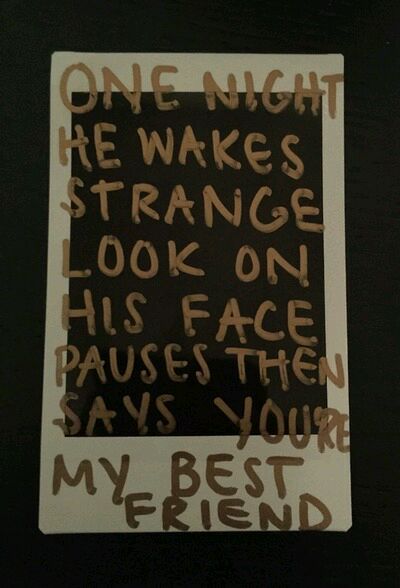 ONE NIGHT
HE WAKES
STRANGE
LOOK ON
HIS FACE
PAUSES THEN
SAYS YOU'RE
MY BEST
FRIEND